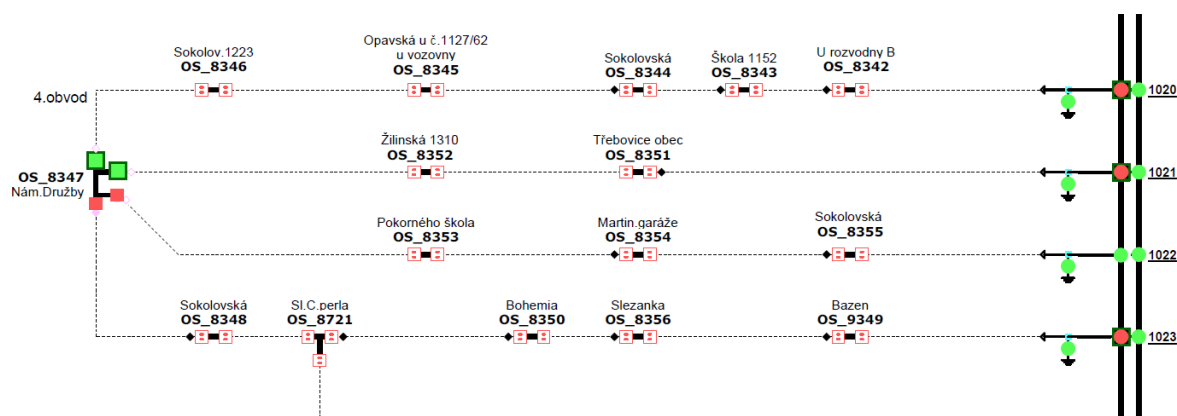 Sokolov.1223
OS_8346
Opavská u č.1127/62
u vozovny
OS_8345
Sokolovská
OS_8344
Škola 1152
OS_8343
U rozvodny B
OS_8342
1020
4.obvod
OS_8347
Nám.Družby
Žilinská 1310
OS_8352
Třebovice obec
OS_8351
1021
Pokorného škola
OS_8353
Martin.garáže
OS_8354
Sokolovská
OS_8355
1022
Sokolovská
OS_8348
Sl.C.perla
OS_8721
Bohemia
OS_8350
Slezanka
OS_8356
Bazen
OS_9349
1023